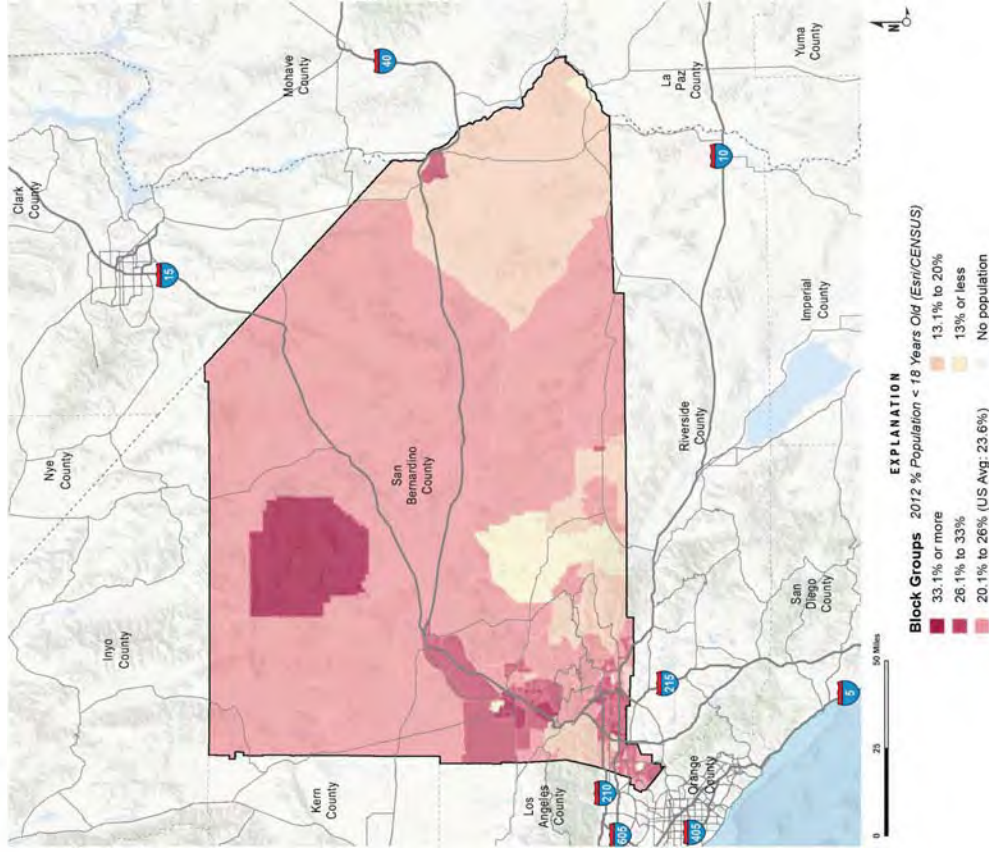 Nye
County
Clark
County
Inyo
County
Mohave
County
15
40
Kern
County
San
Bernardino
County
Los
Angeles
County
La
Paz
County
Riverside
County
10
Yuma
County
210
605
215
405
Orange
County
5
San
Diego
County
Imperial
County
N
0 25 50 Miles
EXPLANATION
Block Groups 2012 % Population < 18 Years Old (Esri/CENSUS)
33.1% or more
26.1% to 33%
20.1% to 26% (US Avg: 23.6%)
13.1% to 20%
13% or less
No population